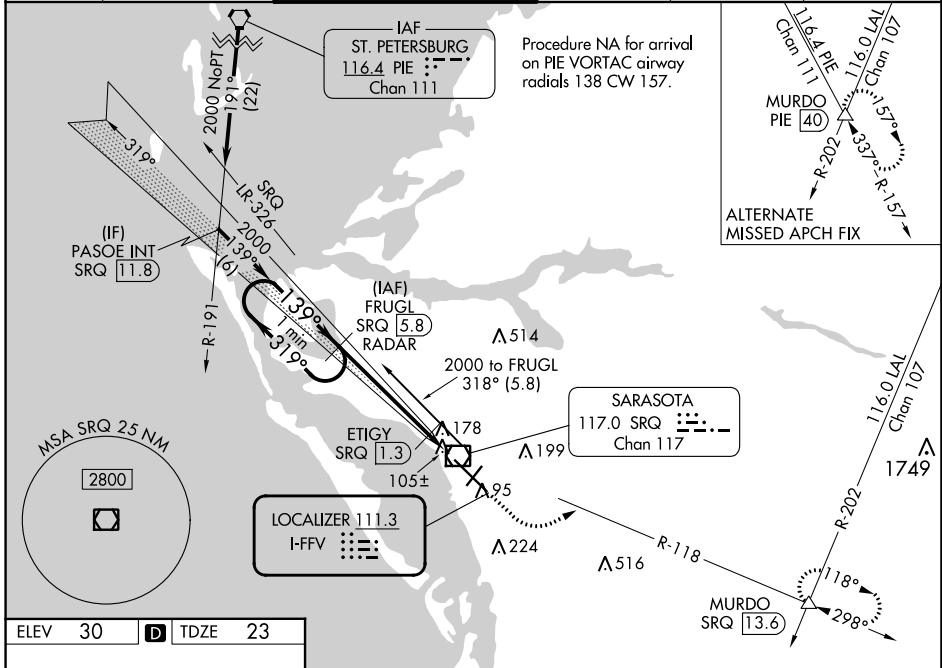 IAF
ST. PETERSBURG
116.4 PIE
Chan 111
Procedure NA for arrival
on PIE VORTAC airway
radials 138 CW 157.
2000 NoPT
191°
(22)
319°
SRQ
LR-326
2000
(IF)
PASOE INT
SRQ 11.8
139°
(6)
R-191
139°
1 min
319°
(IAF)
FRUGL
SRQ 5.8
RADAR
514
2000 to FRUGL
318° (5.8)
SARASOTA
117.0 SRQ
Chan 117
ETIGY
SRQ 1.3
178
105±
199
95
LOCALIZER 111.3
I-FFV
224
516
R-118
MURDO
SRQ 13.6
118°
298°
R-202
116.0 LAL
Chan 107
1749
116.4 PIE
Chan 111
116.0 LAL
Chan 107
MURDO
PIE 40
157°
337°
R-157
R-202
ALTERNATE
MISSED APCH FIX
MSA SRQ 25 NM
2800
ELEV 30 D TDZE 23